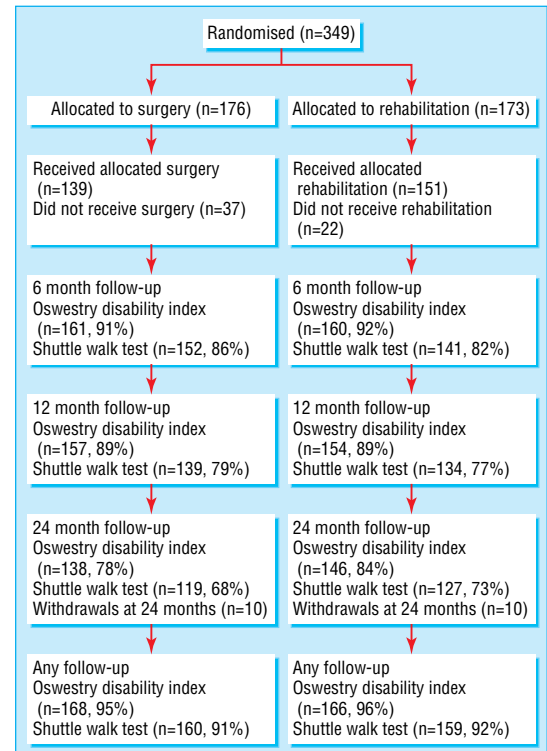 Randomised (n=349)
Allocated to surgery (n=176)
Allocated to rehabilitation (n=173)
Received allocated surgery
(n=139)
Did not receive surgery (n=37)
Received allocated
rehabilitation (n=151)
Did not receive rehabilitation
(n=22)
6 month follow-up
Oswestry disability index
(n=161, 91%)
Shuttle walk test (n=152, 86%)
6 month follow-up
Oswestry disability index
(n=160, 92%)
Shuttle walk test (n=141, 82%)
12 month follow-up
Oswestry disability index
(n=157, 89%)
Shuttle walk test (n=139, 79%)
12 month follow-up
Oswestry disability index
(n=154, 89%)
Shuttle walk test (n=134, 77%)
24 month follow-up
Oswestry disability index
(n=138, 78%)
Shuttle walk test (n=119, 68%)
Withdrawals at 24 months (n=10)
24 month follow-up
Oswestry disability index
(n=146, 84%)
Shuttle walk test (n=127, 73%)
Withdrawals at 24 months (n=10)
Any follow-up
Oswestry disability index
(n=168, 95%)
Shuttle walk test (n=160, 91%)
Any follow-up
Oswestry disability index
(n=166, 96%)
Shuttle walk test (n=159, 92%)